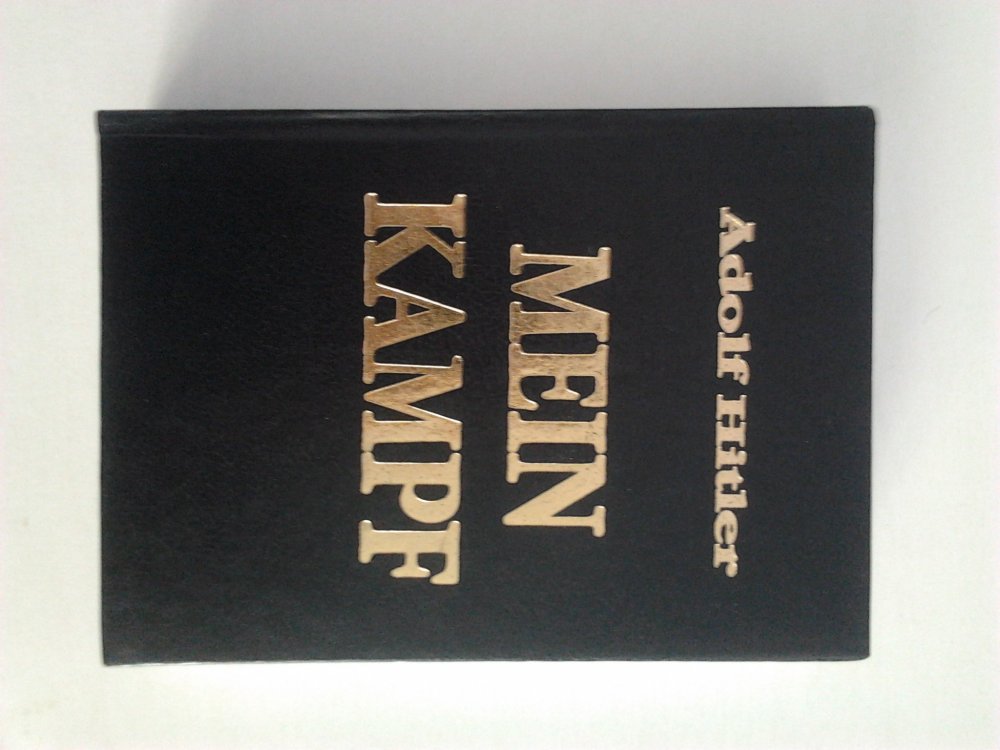 Adolf Hitler
MEIN
KAMPF